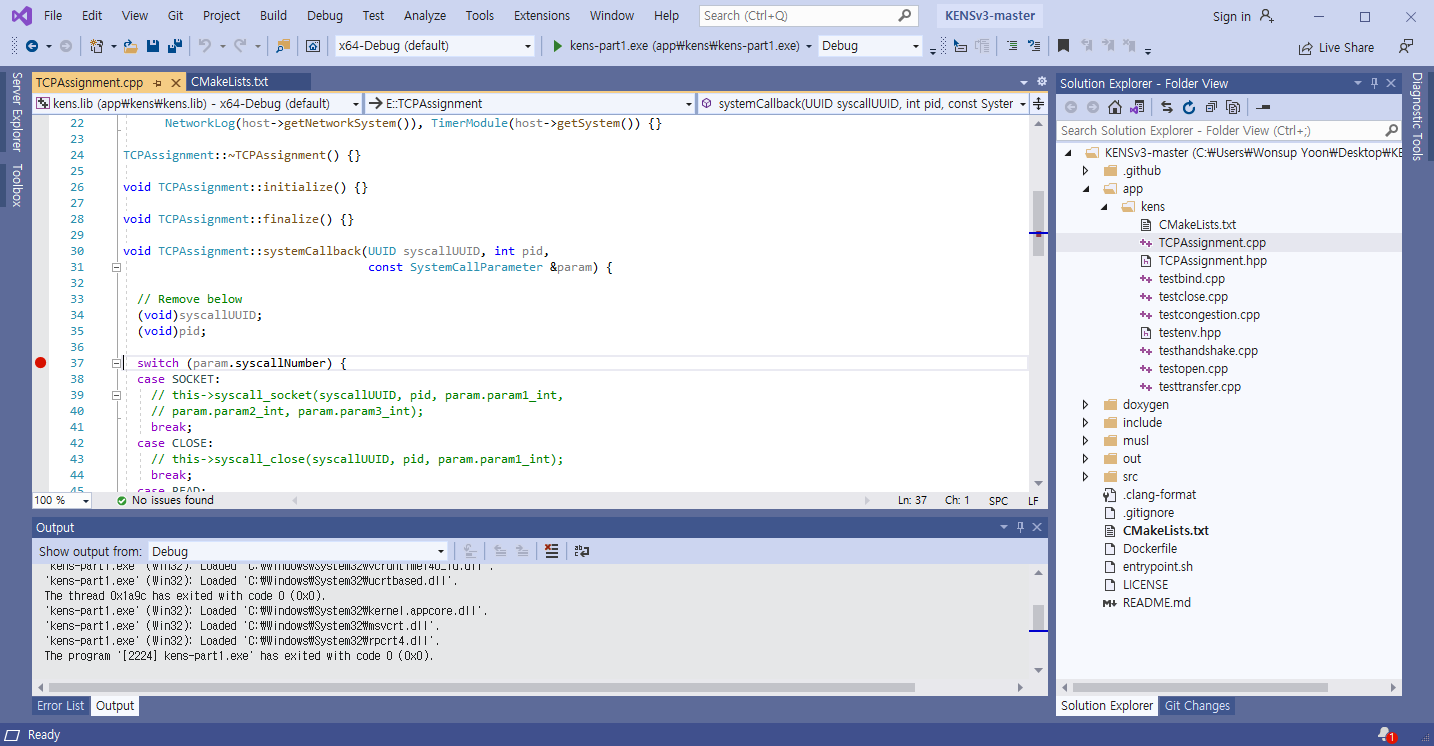 File Edit View Git Project Build Debug Test Analyze Tools Extensions Window Help Search (Ctrl+Q) KENSv3-master Sign in
x64-Debug (default) kens-part1.exe (app₩kens₩kens-part1.exe) Debug Live Share
Server Explorer
Toolbox
TCPAssignment.cpp CMakeLists.txt
kens.lib (app₩kens₩kens.lib) - x64-Debug (default) E::TCPAssignment systemCallback(UUID syscallUUID, int pid, const Syster
22 NetworkLog(host->getNetworkSystem()), TimerModule(host->getSystem()) {}
23
24 TCPAssignment::~TCPAssignment() {}
25
26 void TCPAssignment::initialize() {}
27
28 void TCPAssignment::finalize() {}
29
30 void TCPAssignment::systemCallback(UUID syscallUUID, int pid,
31 const SystemCallParameter &param) {
32
33 // Remove below
34 (void)syscallUUID;
35 (void)pid;
36
37 switch (param.syscallNumber) {
38 case SOCKET:
39 // this->syscall_socket(syscallUUID, pid, param.param1_int,
40 // param.param2_int, param.param3_int);
41 break;
42 case CLOSE:
43 // this->syscall_close(syscallUUID, pid, param.param1_int);
44 break;
45 case READ:
100 % No issues found Ln: 37 Ch: 1 SPC LF
Output
Show output from: Debug
'kens-part1.exe' (Win32): Loaded 'C:₩Windows₩System32₩vcruntime140_1d.dll'.
'kens-part1.exe' (Win32): Loaded 'C:₩Windows₩System32₩ucrtbased.dll'.
The thread 0x1a9c has exited with code 0 (0x0).
'kens-part1.exe' (Win32): Loaded 'C:₩Windows₩System32₩kernel.appcore.dll'.
'kens-part1.exe' (Win32): Loaded 'C:₩Windows₩System32₩msvcrt.dll'.
'kens-part1.exe' (Win32): Loaded 'C:₩Windows₩System32₩rpcrt4.dll'.
The program '[2224] kens-part1.exe' has exited with code 0 (0x0).
Error List Output
Solution Explorer - Folder View
Search Solution Explorer - Folder View (Ctrl+;)
KENSv3-master (C:₩Users₩Wonsup Yoon₩Desktop₩KE
.github
app
kens
CMakeLists.txt
TCPAssignment.cpp
TCPAssignment.hpp
testbind.cpp
testclose.cpp
testcongestion.cpp
testenv.hpp
testhandshake.cpp
testopen.cpp
testtransfer.cpp
doxygen
include
musl
out
src
.clang-format
.gitignore
CMakeLists.txt
Dockerfile
entrypoint.sh
LICENSE
README.md
Solution Explorer Git Changes
Diagnostic Tools
Ready 1